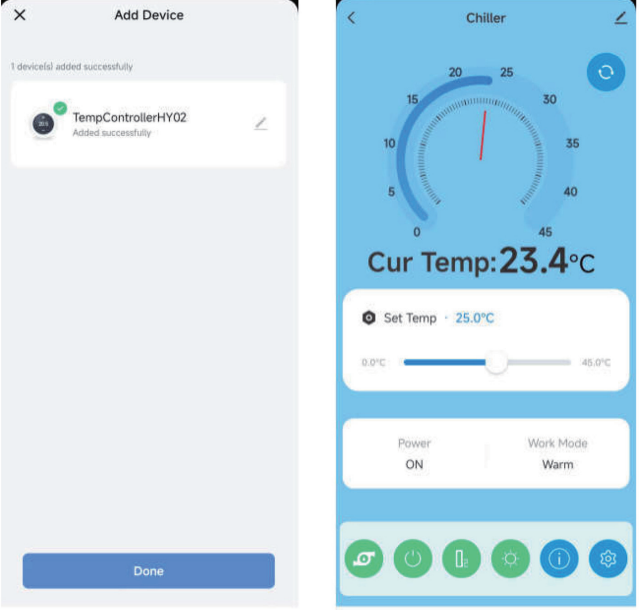 Add Device
1 device(s) added successfully
TempControllerHY02
Added successfully
Done
Chiller
20 25
15 30
10 35
5 40
0 45
Cur Temp:23.4°C
Set Temp · 25.0°C
0.0°C 45.0°C
Power Work Mode
ON Warm